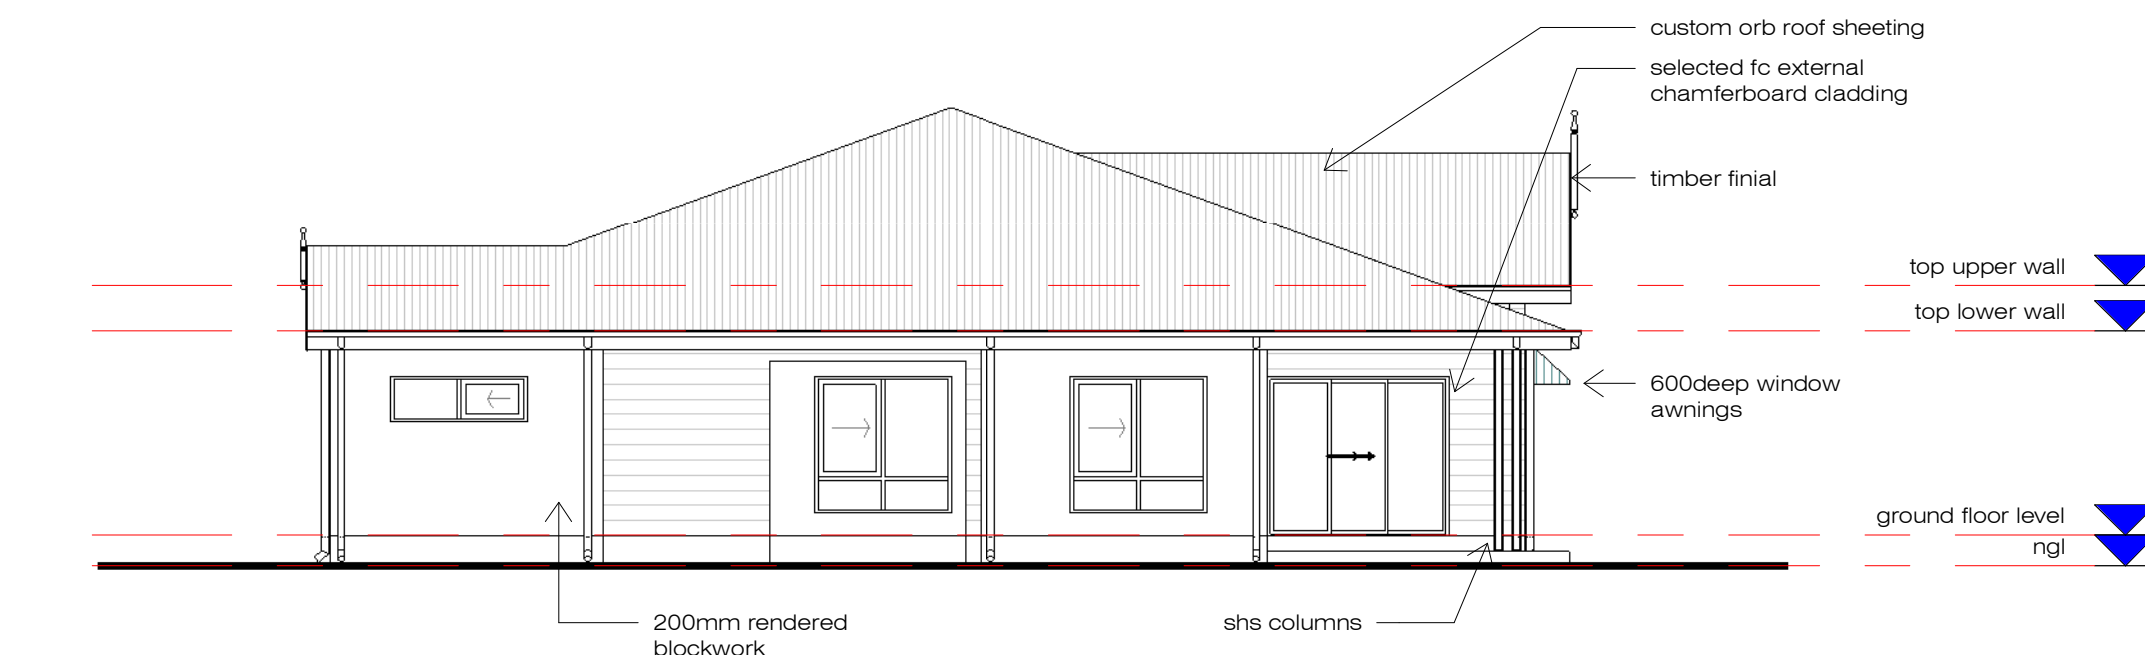 custom orb roof sheeting
selected fc external
chamferboard cladding
timber finial
top upper wall
top lower wall
600deep window
awnings
ground floor level
ngl
200mm rendered
blockwork
shs columns